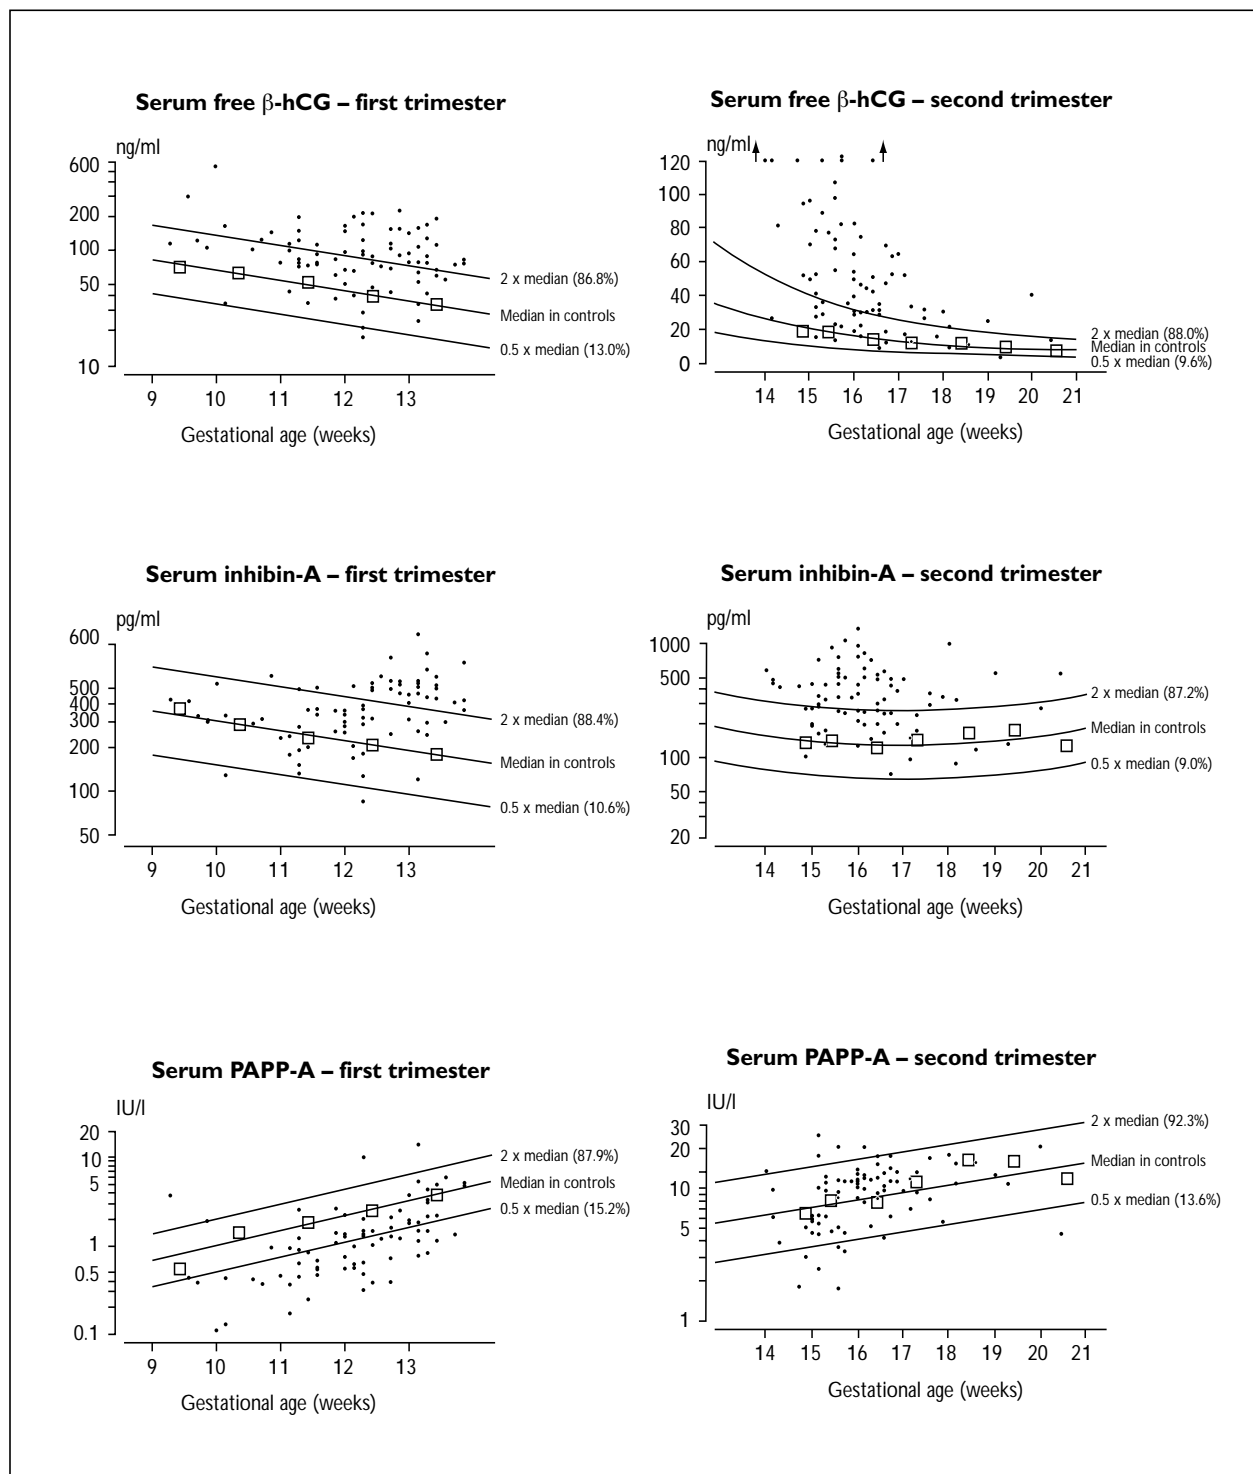 Serum free β-hCG – first trimester
ng/ml
600
200
100
50
10
2 x median (86.8%)
Median in controls
0.5 x median (13.0%)
9 10 11 12 13
Gestational age (weeks)
Serum free β-hCG – second trimester
ng/ml
120
100
80
60
40
20
0
2 x median (88.0%)
Median in controls
0.5 x median (9.6%)
14 15 16 17 18 19 20 21
Gestational age (weeks)
Serum inhibin-A – first trimester
pg/ml
600
500
400
300
200
100
50
2 x median (88.4%)
Median in controls
0.5 x median (10.6%)
9 10 11 12 13
Gestational age (weeks)
Serum inhibin-A – second trimester
pg/ml
1000
500
100
50
20
2 x median (87.2%)
Median in controls
0.5 x median (9.0%)
14 15 16 17 18 19 20 21
Gestational age (weeks)
Serum PAPP-A – first trimester
IU/l
20
10
5
1
0.5
0.1
2 x median (87.9%)
Median in controls
0.5 x median (15.2%)
9 10 11 12 13
Gestational age (weeks)
Serum PAPP-A – second trimester
IU/l
30
20
10
5
1
2 x median (92.3%)
Median in controls
0.5 x median (13.6%)
14 15 16 17 18 19 20 21
Gestational age (weeks)